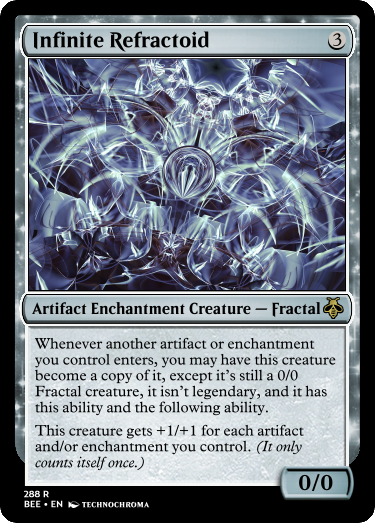 Infinite Refractoid 3
Artifact Enchantment Creature — Fractal
Whenever another artifact or enchantment
you control enters, you may have this creature
become a copy of it, except it's still a 0/0
Fractal creature, it isn't legendary, and it has
this ability and the following ability.
This creature gets +1/+1 for each artifact
and/or enchantment you control. (It only
counts itself once.)
0/0
288 R
BEE • EN TECHNOCHROMA